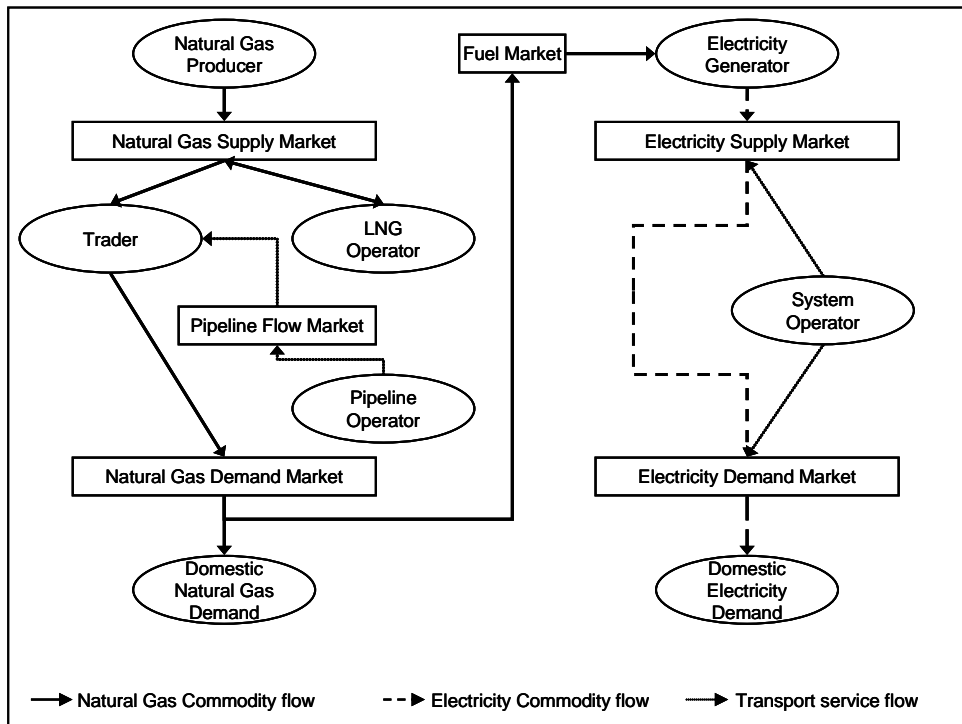 Natural Gas
Producer
Natural Gas Supply Market
Trader
LNG
Operator
Pipeline Flow Market
Pipeline
Operator
Natural Gas Demand Market
Domestic
Natural Gas
Demand
Fuel Market
Electricity
Generator
Electricity Supply Market
System
Operator
Electricity Demand Market
Domestic
Electricity
Demand
Natural Gas Commodity flow
Electricity Commodity flow
Transport service flow